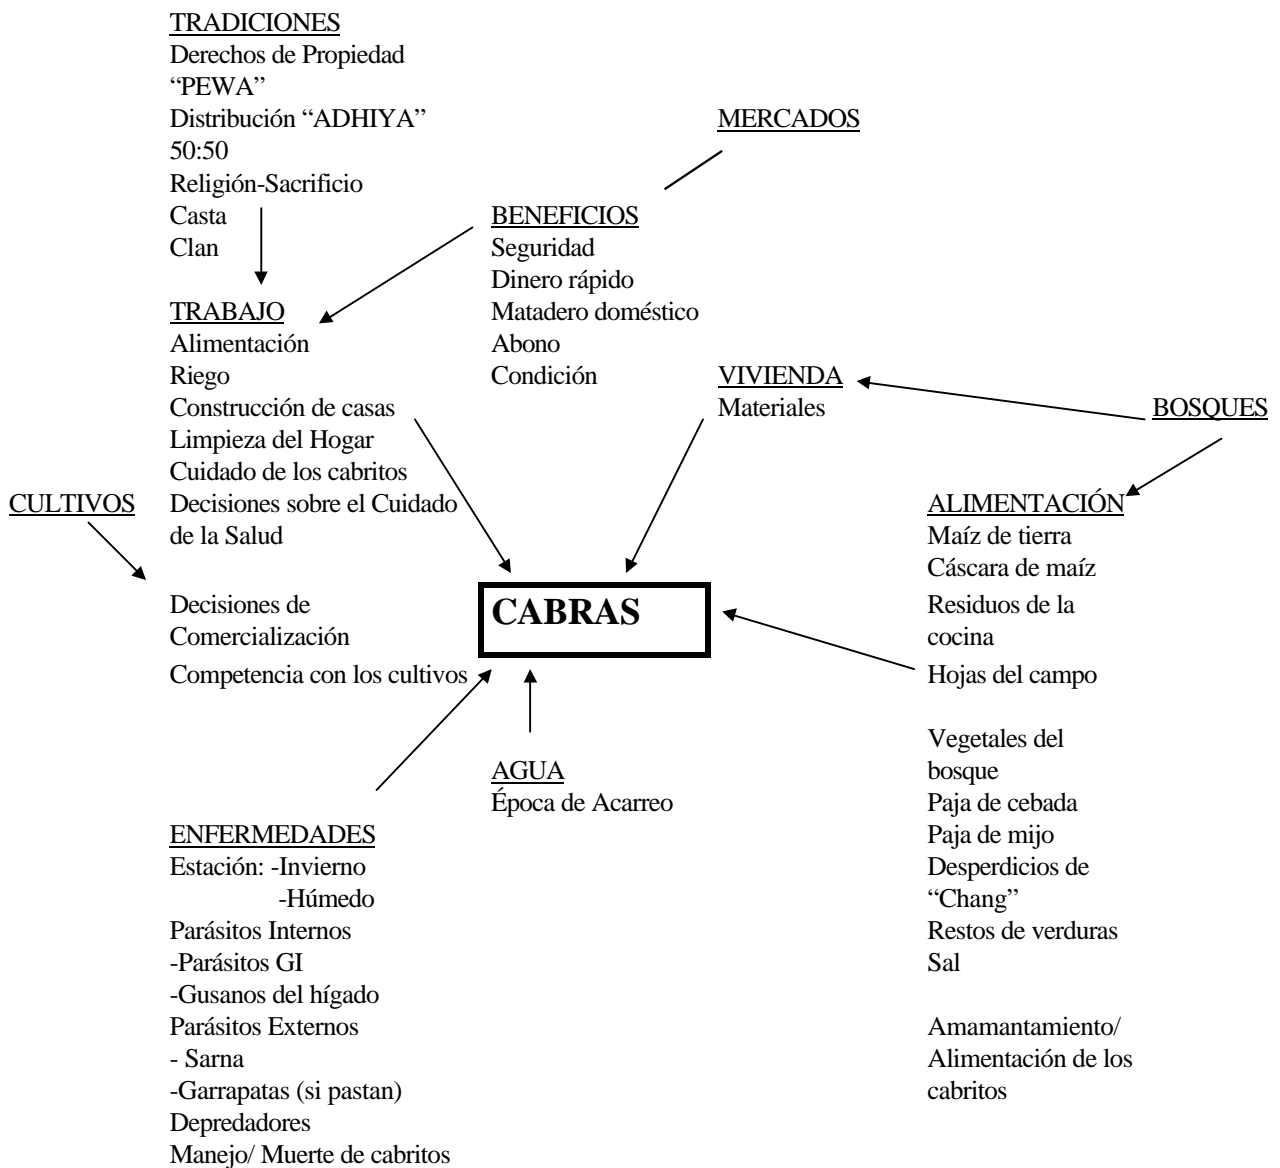 TRADICIONES
Derechos de Propiedad
“PEWA”
Distribución “ADHIYA”
50:50
Religión-Sacrificio
Casta
Clan
MERCADOS
BENEFICIOS
Seguridad
Dinero rápido
Matadero doméstico
Abono
Condición
TRABAJO
Alimentación
Riego
Construcción de casas
Limpieza del Hogar
Cuidado de los cabritos
Decisiones sobre el Cuidado
de la Salud
Decisiones de
Comercialización
Competencia con los cultivos
VIVIENDA
Materiales
BOSQUES
CULTIVOS
ALIMENTACIÓN
Maíz de tierra
Cáscara de maíz
Residuos de la
cocina
Hojas del campo
Vegetales del
bosque
Paja de cebada
Paja de mijo
Desperdicios de
“Chang”
Restos de verduras
Sal
Amamantamiento/
Alimentación de los
cabritos
CABRAS
AGUA
Época de Acarreo
ENFERMEDADES
Estación: -Invierno
-Húmedo
Parásitos Internos
-Parásitos GI
-Gusanos del hígado
Parásitos Externos
- Sarna
-Garrapatas (si pastan)
Depredadores
Manejo/ Muerte de cabritos